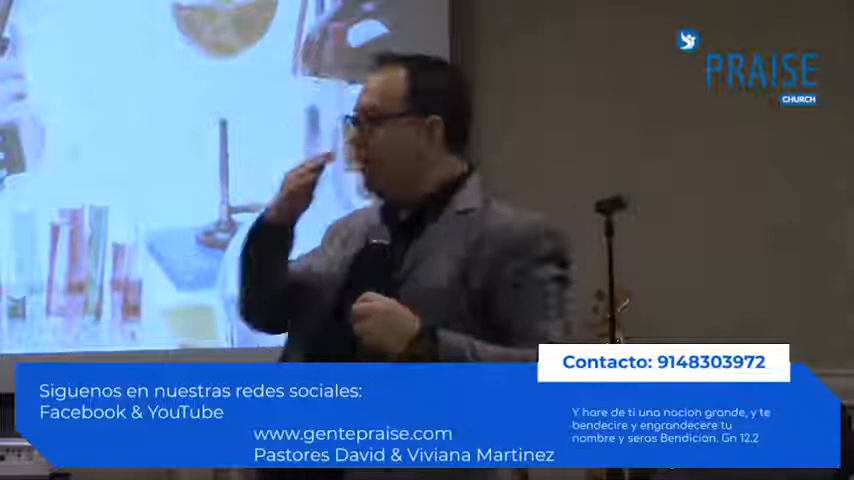 PRAISE
CHURCH
Contacto: 9148303972
Siguenos en nuestras redes sociales:
Facebook & YouTube
www.gentepraise.com
Pastores David & Viviana Martinez
Y hare de ti una nacion grande, y te
bendecire y engrandecere tu
nombre y seras Bendicion. Gn 12.2